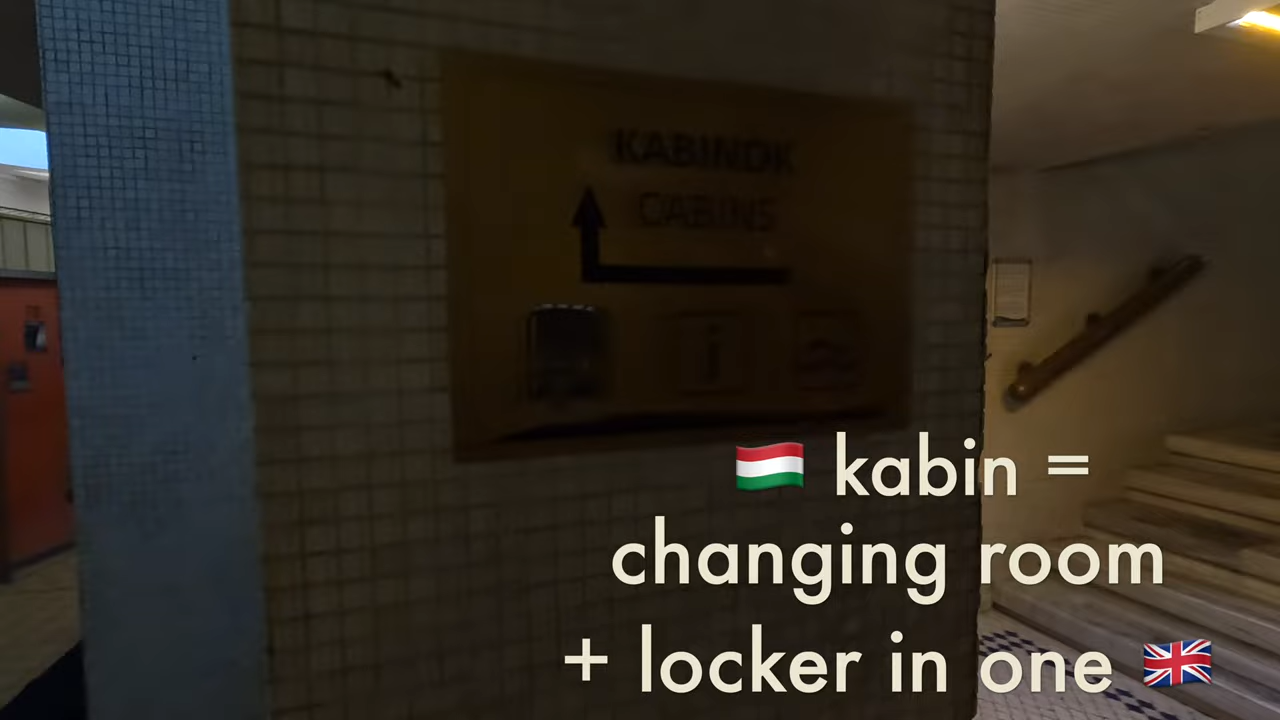 KABINOK
CABINS
🇭🇺 kabin =
changing room
+ locker in one 🇬🇧